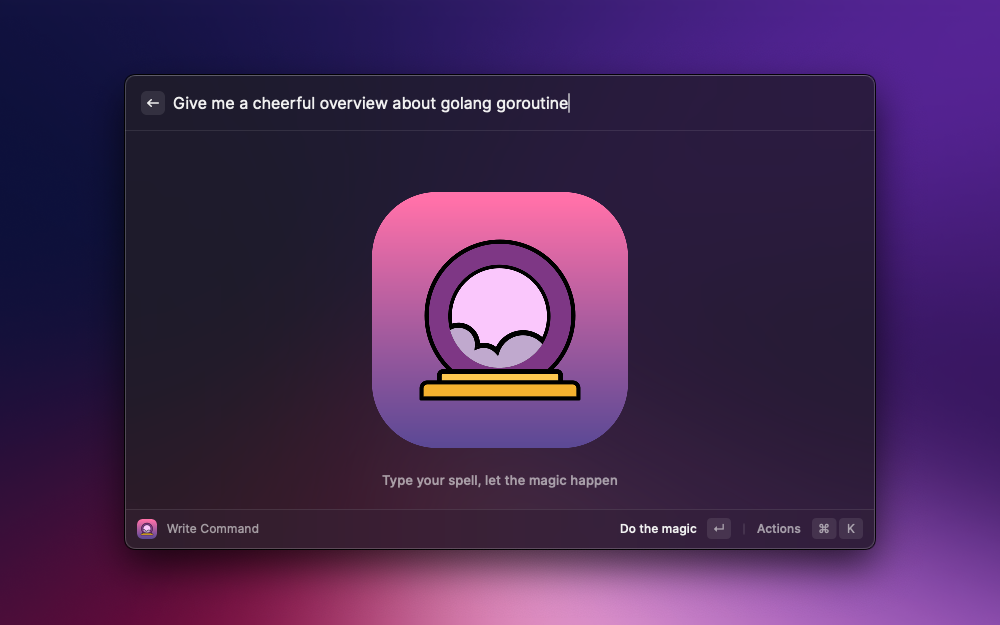 Give me a cheerful overview about golang goroutine
Type your spell, let the magic happen
Write Command
Do the magic ↵ | Actions ⌘ K